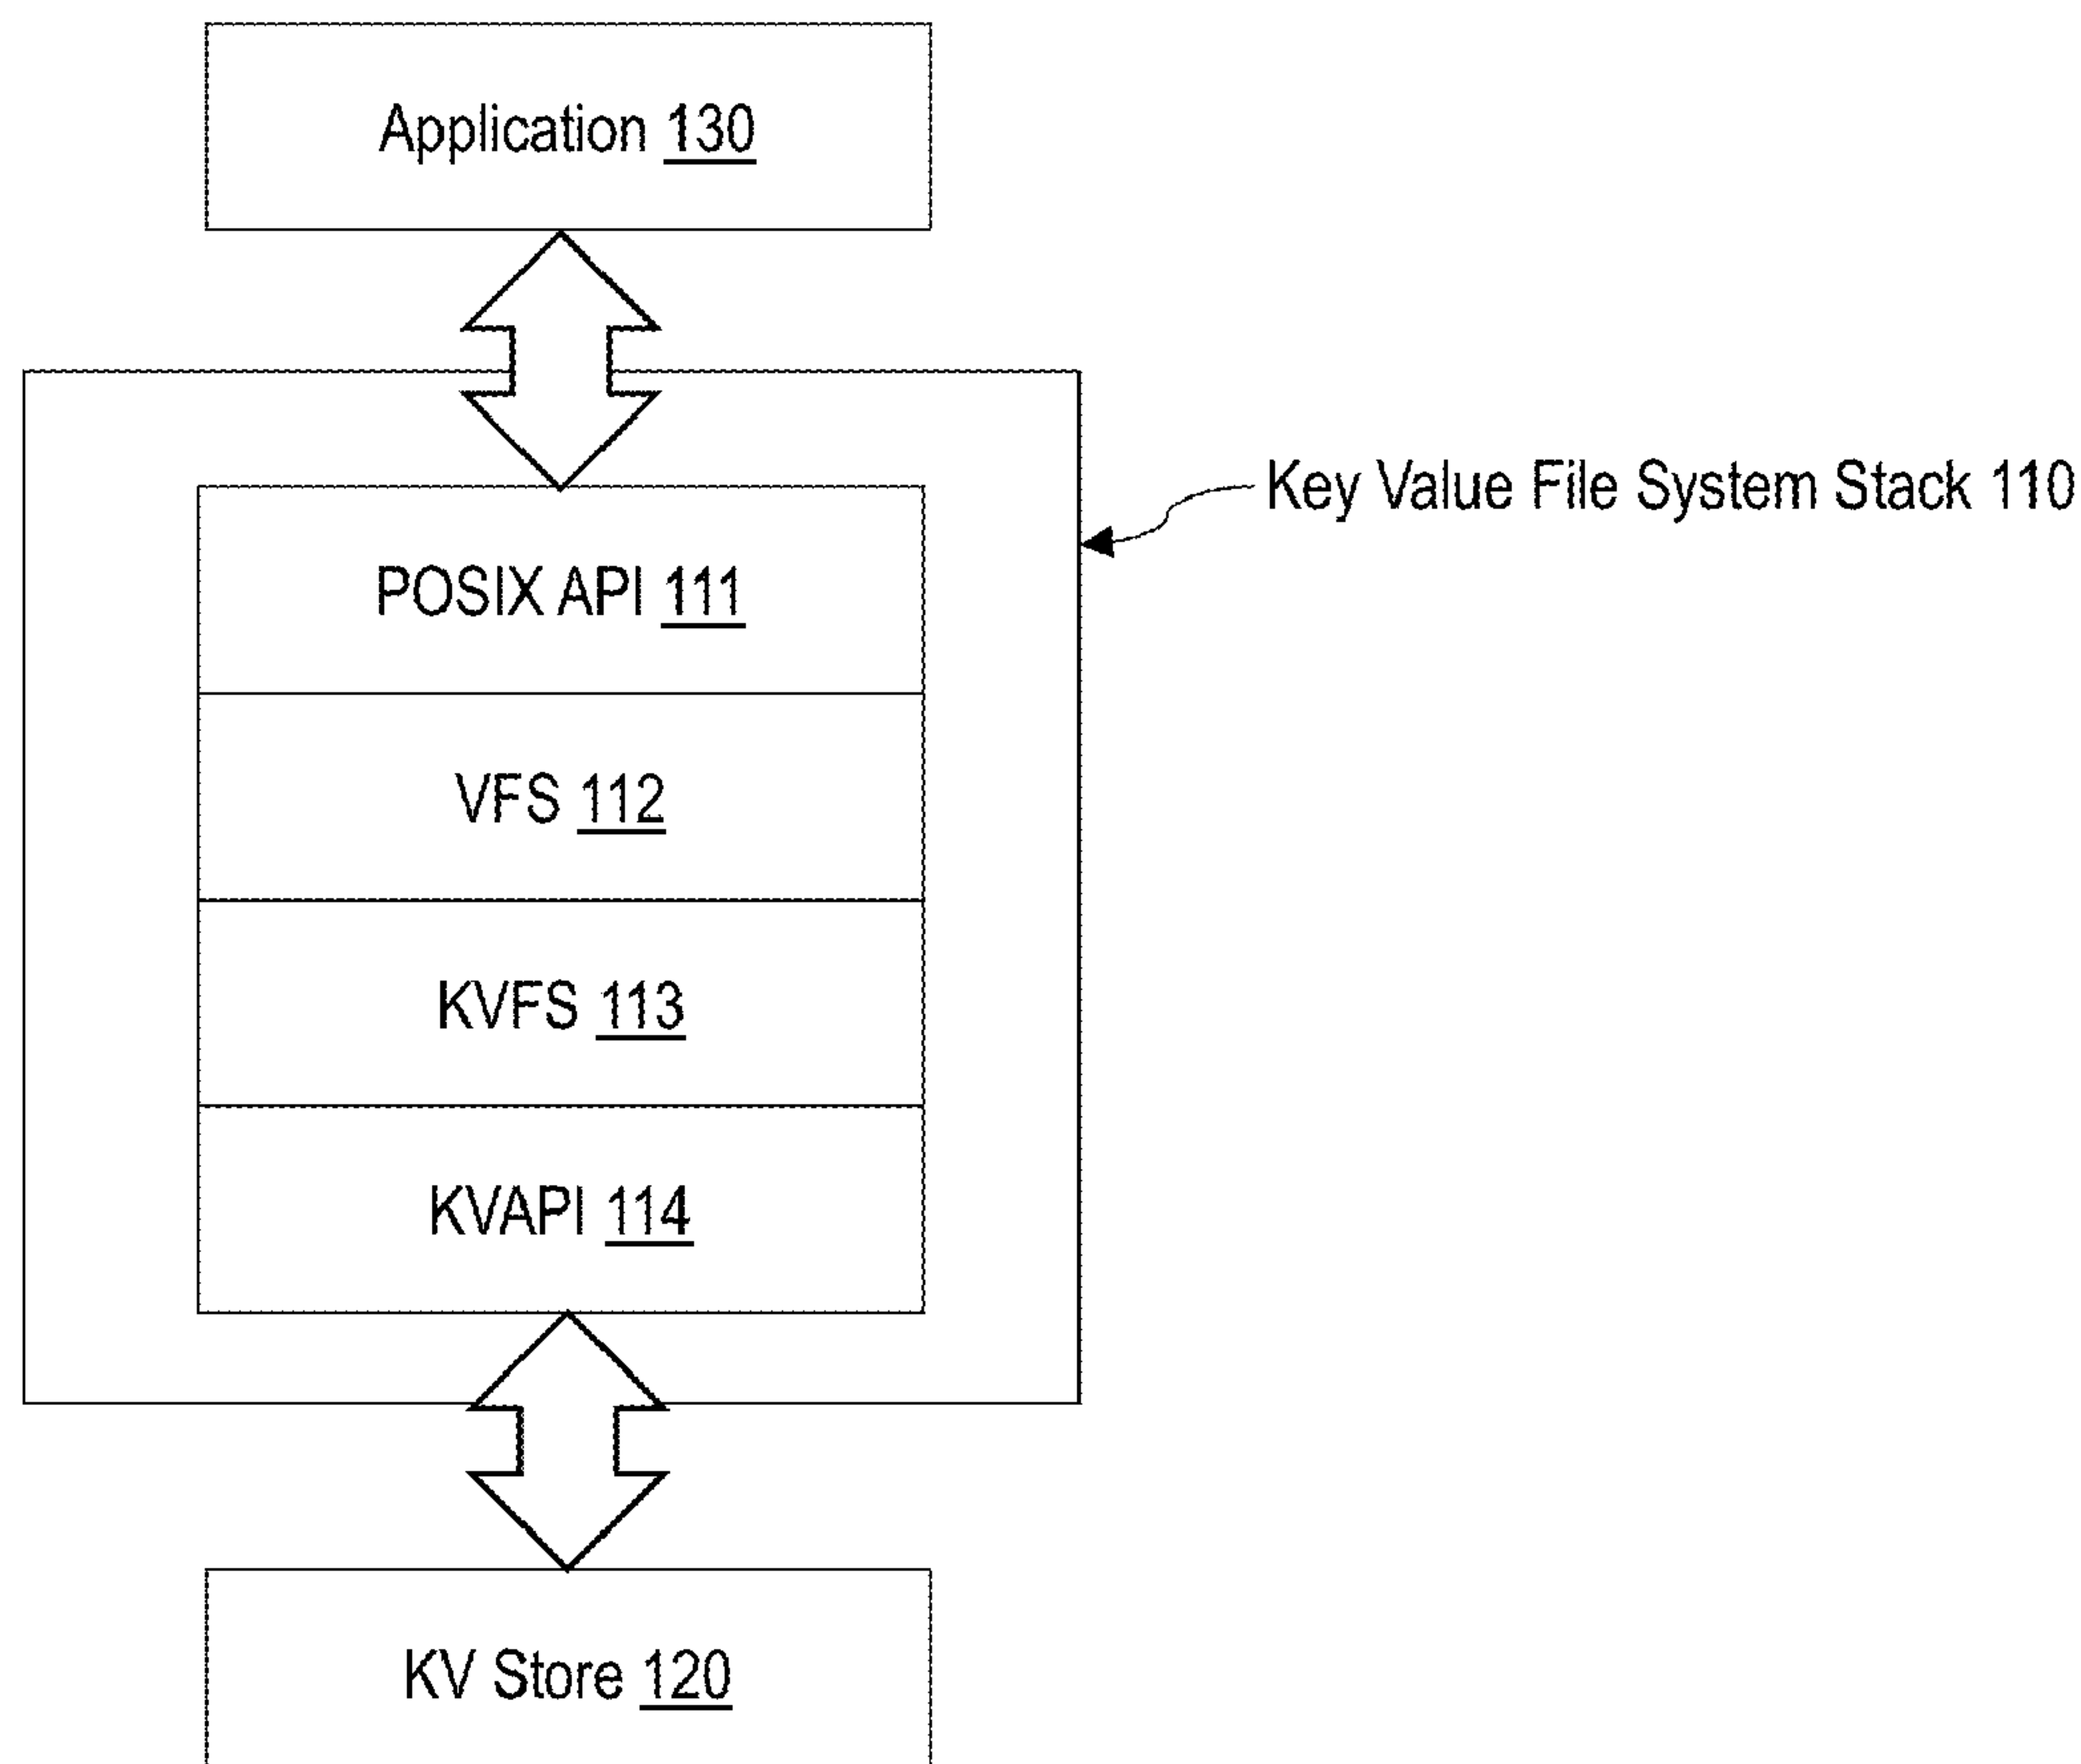 Application 130
Key Value File System Stack 110
POSIX API 111
VFS 112
KVFS 113
KVAPI 114
KV Store 120